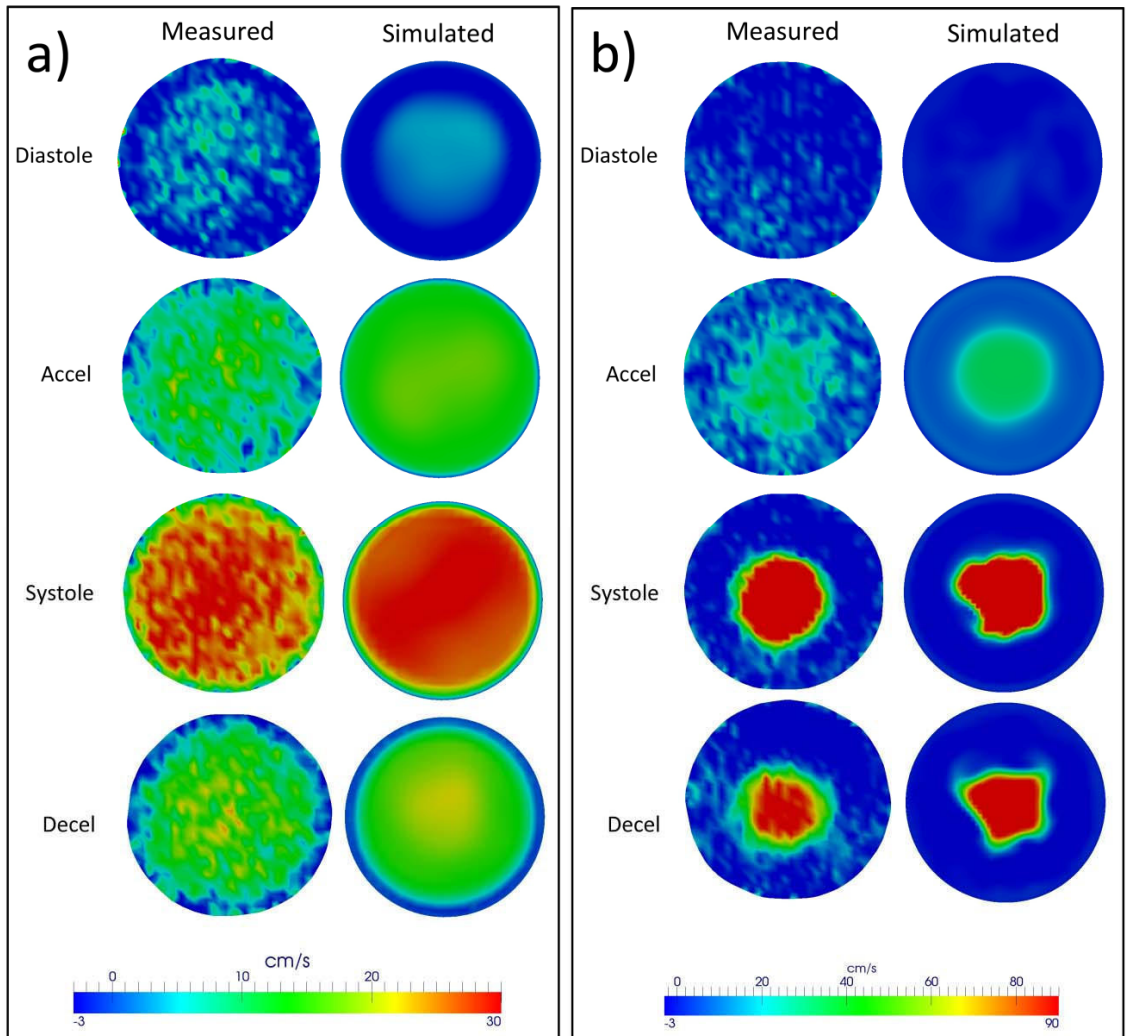 a)
Measured Simulated
Diastole
Accel
Systole
Decel
cm/s
0 10 20
-3 30
b)
Measured Simulated
Diastole
Accel
Systole
Decel
cm/s
0 20 40 60 80
-3 90